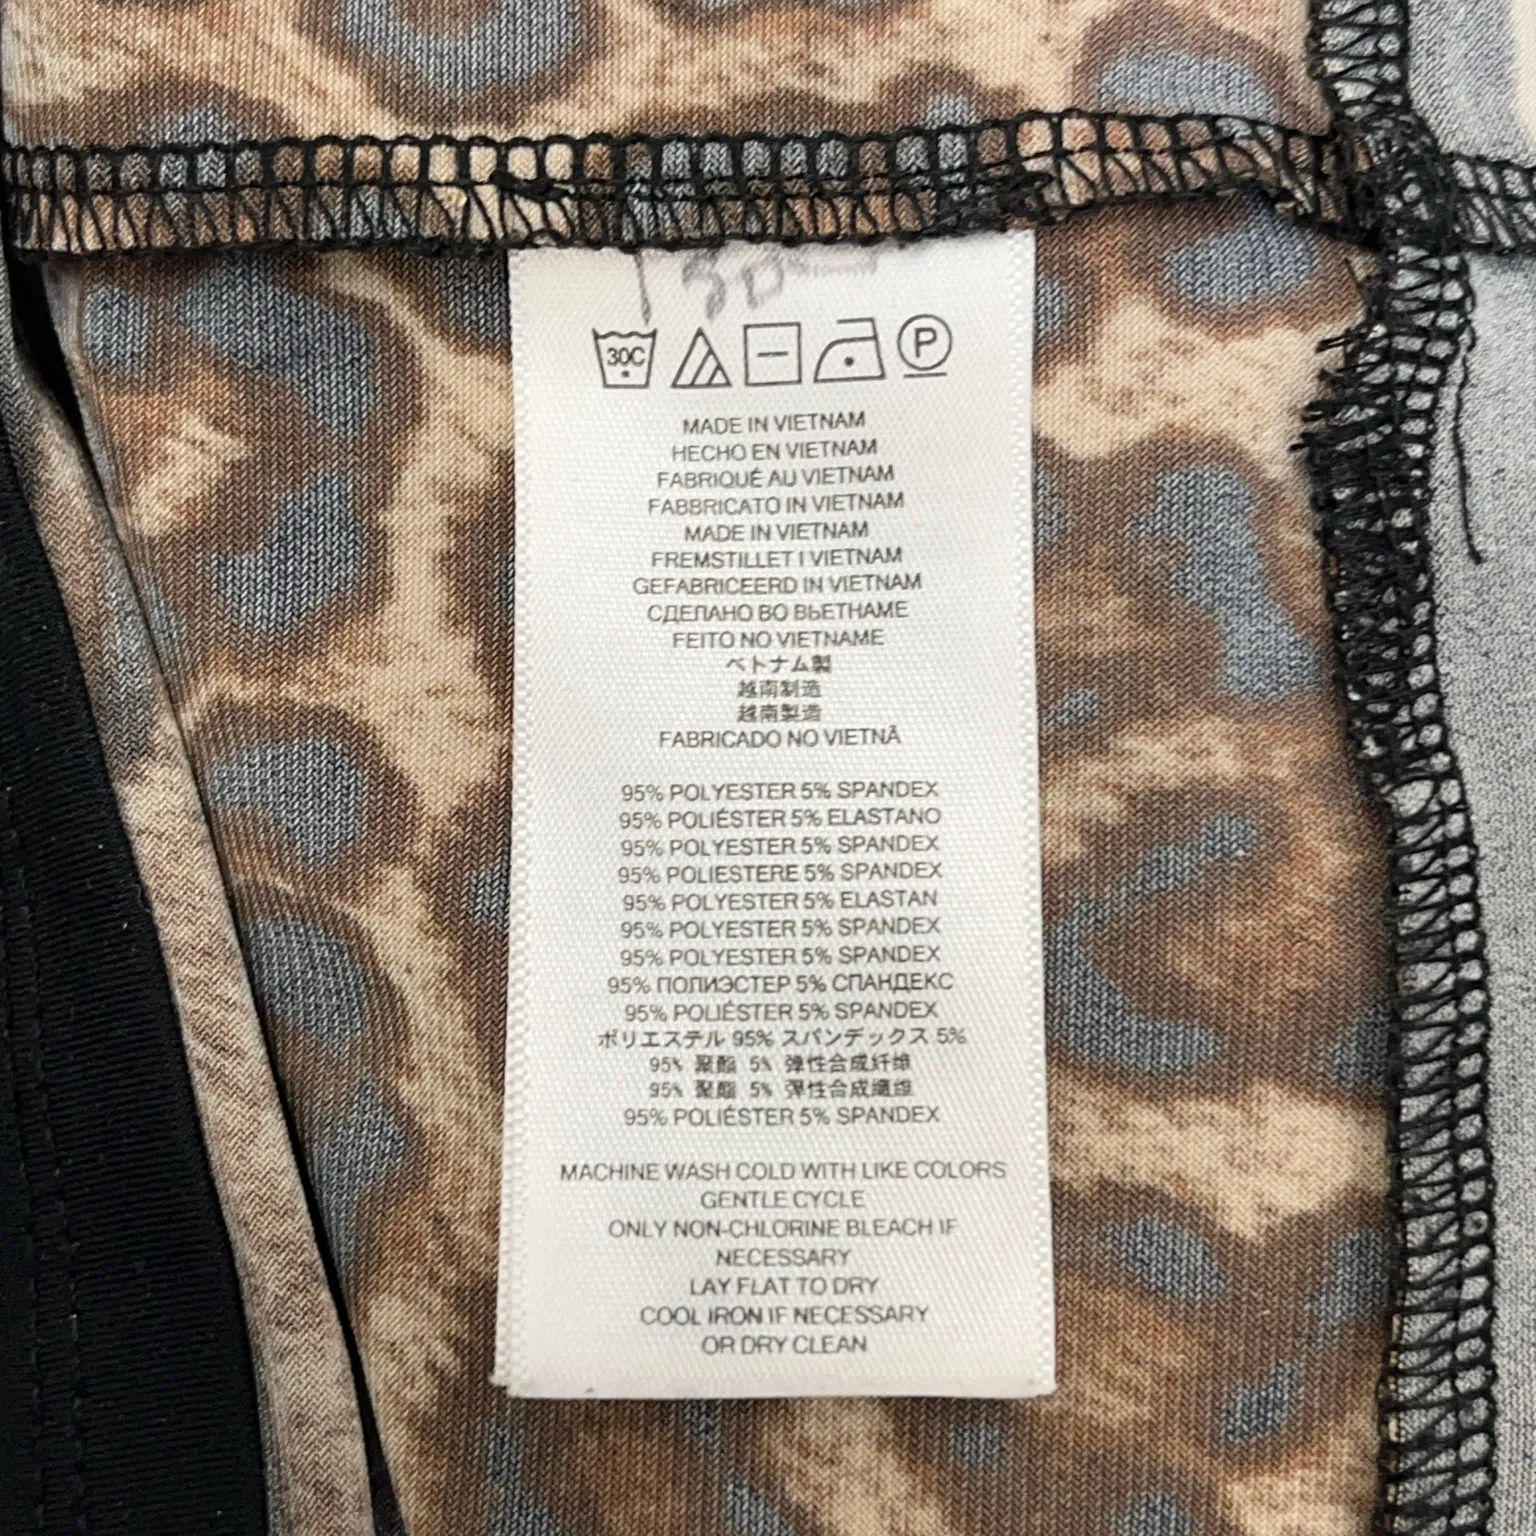 30C P
MADE IN VIETNAM
HECHO EN VIETNAM
FABRIQUÉ AU VIETNAM
FABBRICATO IN VIETNAM
MADE IN VIETNAM
FREMSTILLET I VIETNAM
GEFABRICEERD IN VIETNAM
СДЕЛАНО ВО ВЬЕТНАМЕ
FEITO NO VIETNAME
ベトナム製
越南制造
越南製造
FABRICADO NO VIETNÃ
95% POLYESTER 5% SPANDEX
95% POLIÉSTER 5% ELASTANO
95% POLYESTER 5% SPANDEX
95% POLIESTERE 5% SPANDEX
95% POLYESTER 5% ELASTAN
95% POLYESTER 5% SPANDEX
95% POLYESTER 5% SPANDEX
95% ПОЛИЭСТЕР 5% СПАНДЕКС
95% POLIÉSTER 5% SPANDEX
ポリエステル 95% スパンデックス 5%
95% 聚酯 5% 弹性合成纤维
95% 聚酯 5% 彈性合成纖維
95% POLIÉSTER 5% SPANDEX
MACHINE WASH COLD WITH LIKE COLORS
GENTLE CYCLE
ONLY NON-CHLORINE BLEACH IF
NECESSARY
LAY FLAT TO DRY
COOL IRON IF NECESSARY
OR DRY CLEAN